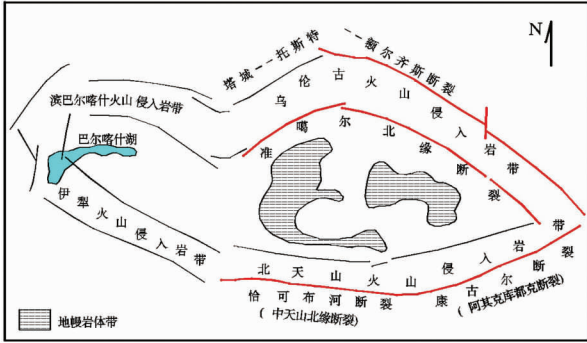 N
塔城—托斯特—额尔齐斯断裂
乌伦古火山侵入岩带
滨巴尔喀什火山侵入岩带
巴尔喀什湖
准噶尔北缘断裂
伊犁火山侵入岩带
北天山火山侵入岩带
恰可布河断裂
(中天山北缘断裂)
康古尔断裂
(阿其克库都克断裂)
地幔岩体带